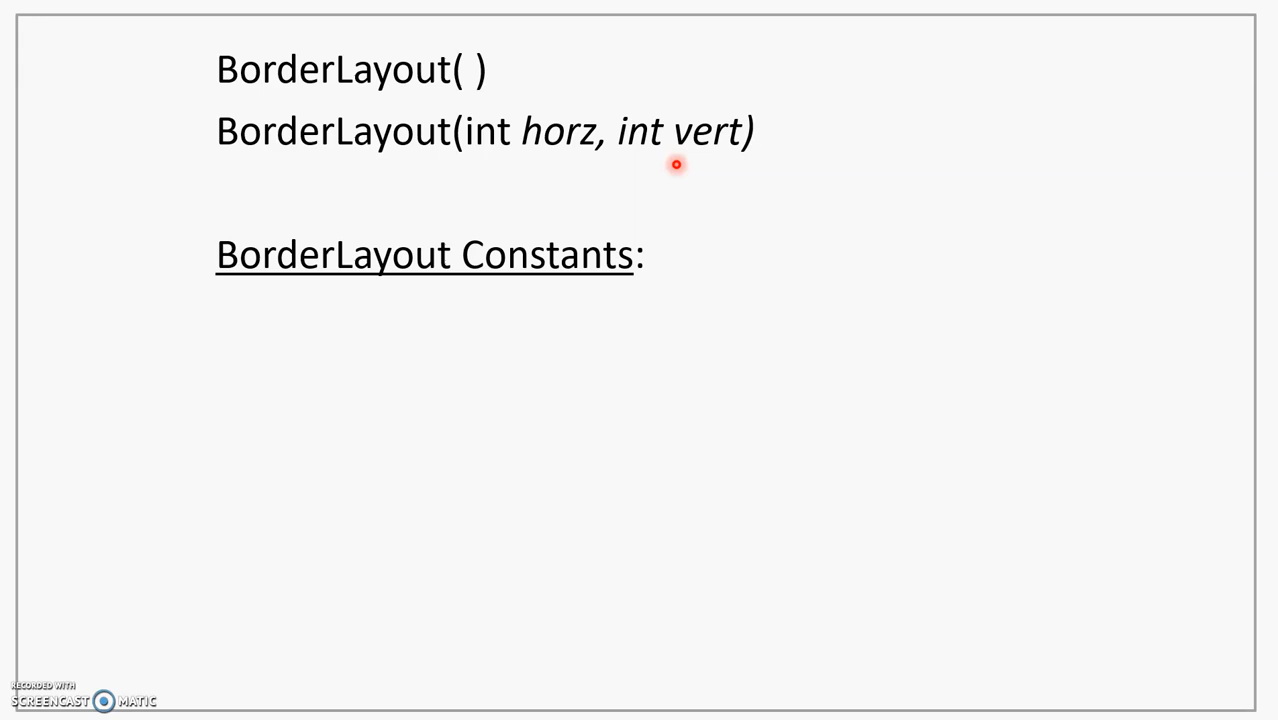 BorderLayout( )
BorderLayout(int horz, int vert)
BorderLayout Constants:
RECORDED WITH
SCREENCAST MATIC